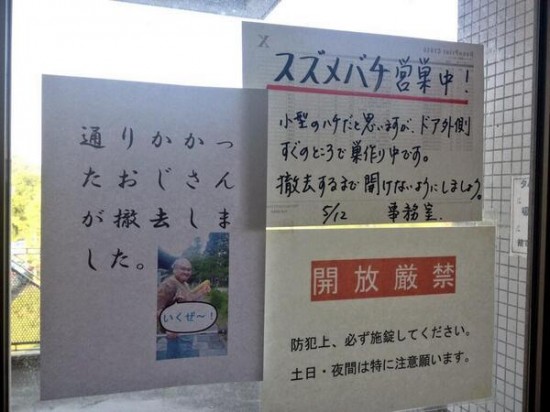 スズメバチ営巣中!
小型のハチだと思いますが、ドア外側
すぐのところで巣作り中です。
撤去するまで開けないようにしましょう。
5/12 事務室.
通りかかっ
たおじさん
が撤去しま
した。
いくぜ〜!
開放厳禁
防犯上、必ず施錠してください。
土日・夜間は特に注意願います。